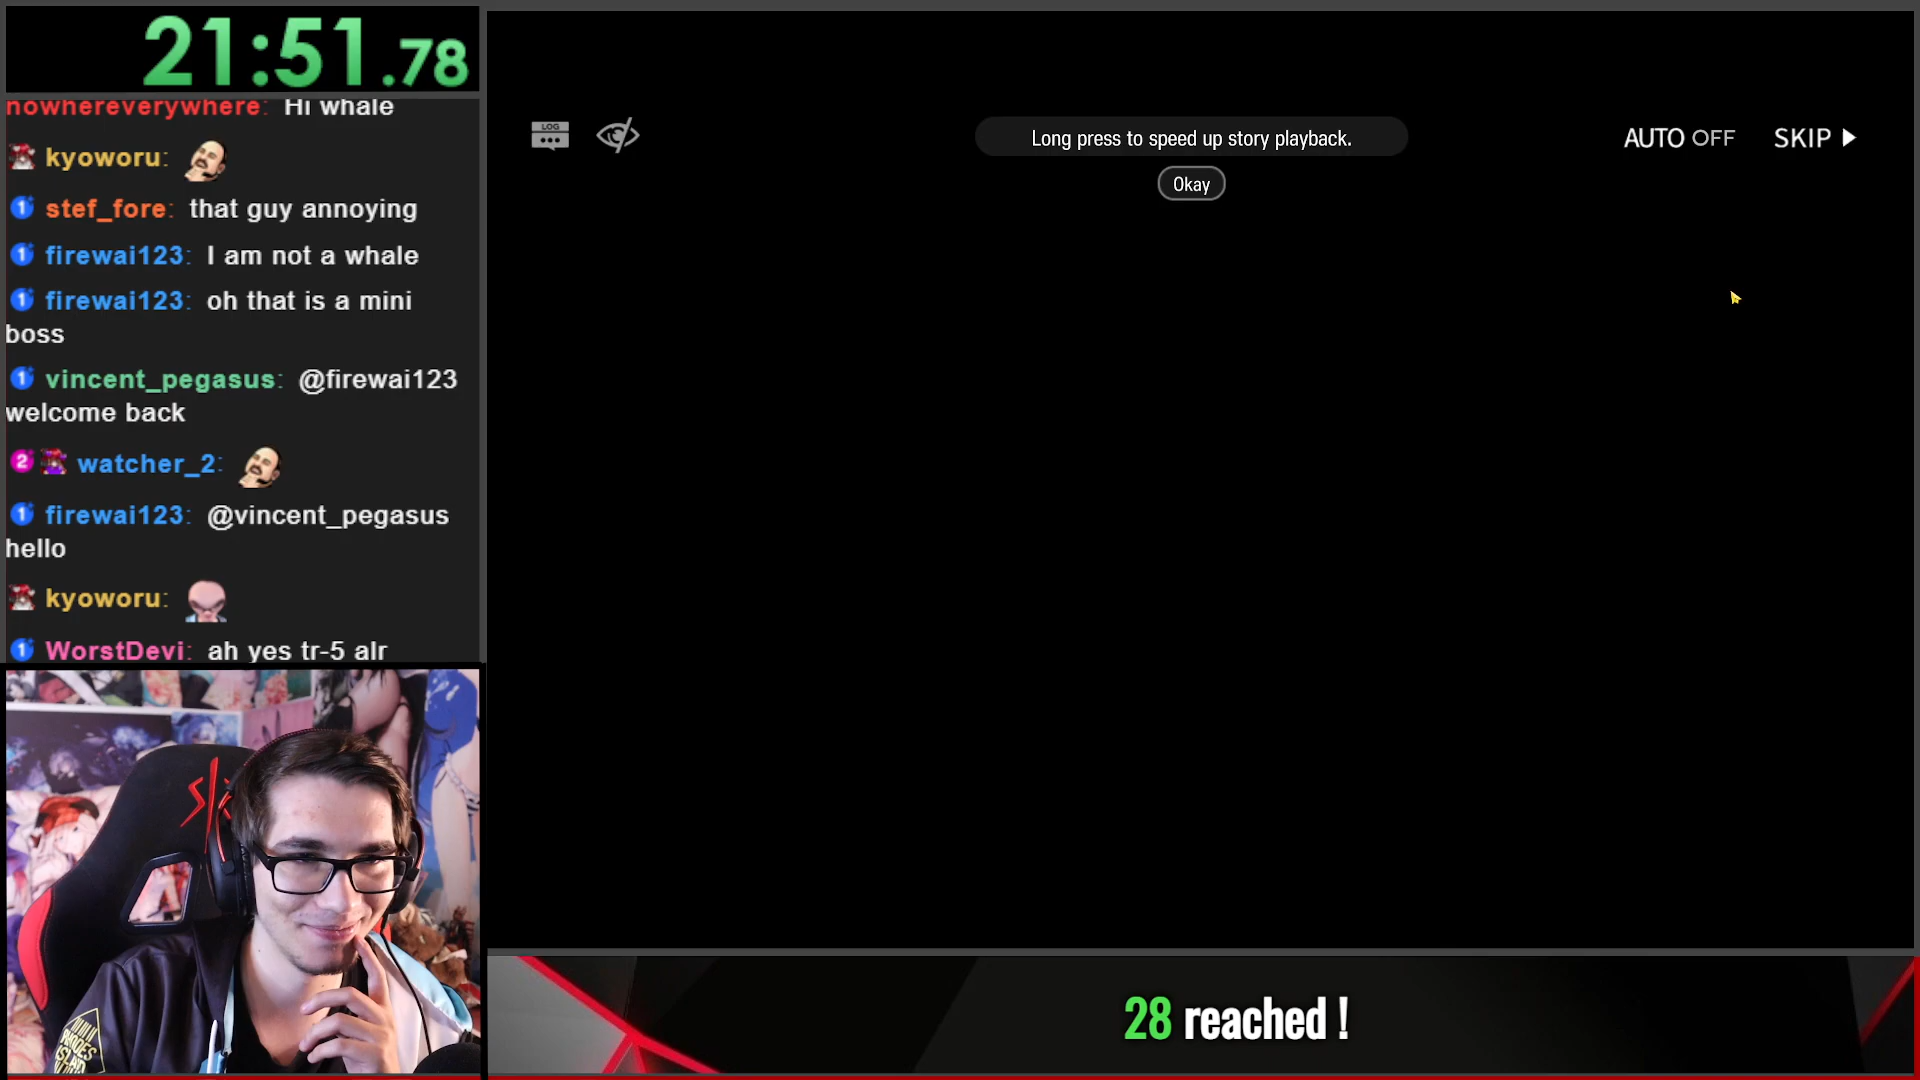 21:51.78
nowhereverywhere: Hi whale
kyoworu:
stef_fore: that guy annoying
firewai123: I am not a whale
firewai123: oh that is a mini
boss
vincent_pegasus: @firewai123
welcome back
2 watcher_2:
firewai123: @vincent_pegasus
hello
kyoworu:
WorstDevi: ah yes tr-5 alr
LOG
Long press to speed up story playback.
Okay
AUTO OFF
SKIP
28 reached !